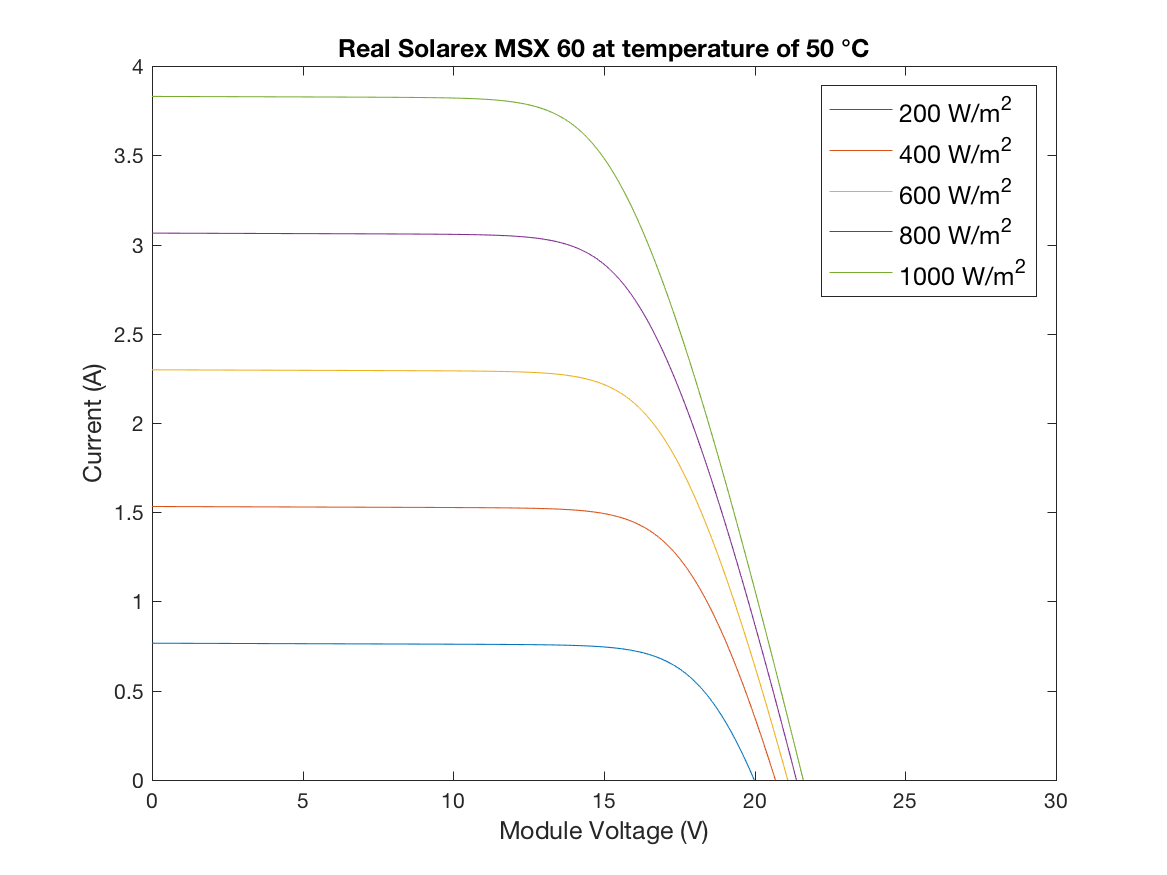 Real Solarex MSX 60 at temperature of 50 °C
4
3.5
3
2.5
2
1.5
1
0.5
0
Current (A)
200 W/m²
400 W/m²
600 W/m²
800 W/m²
1000 W/m²
0 5 10 15 20 25 30
Module Voltage (V)